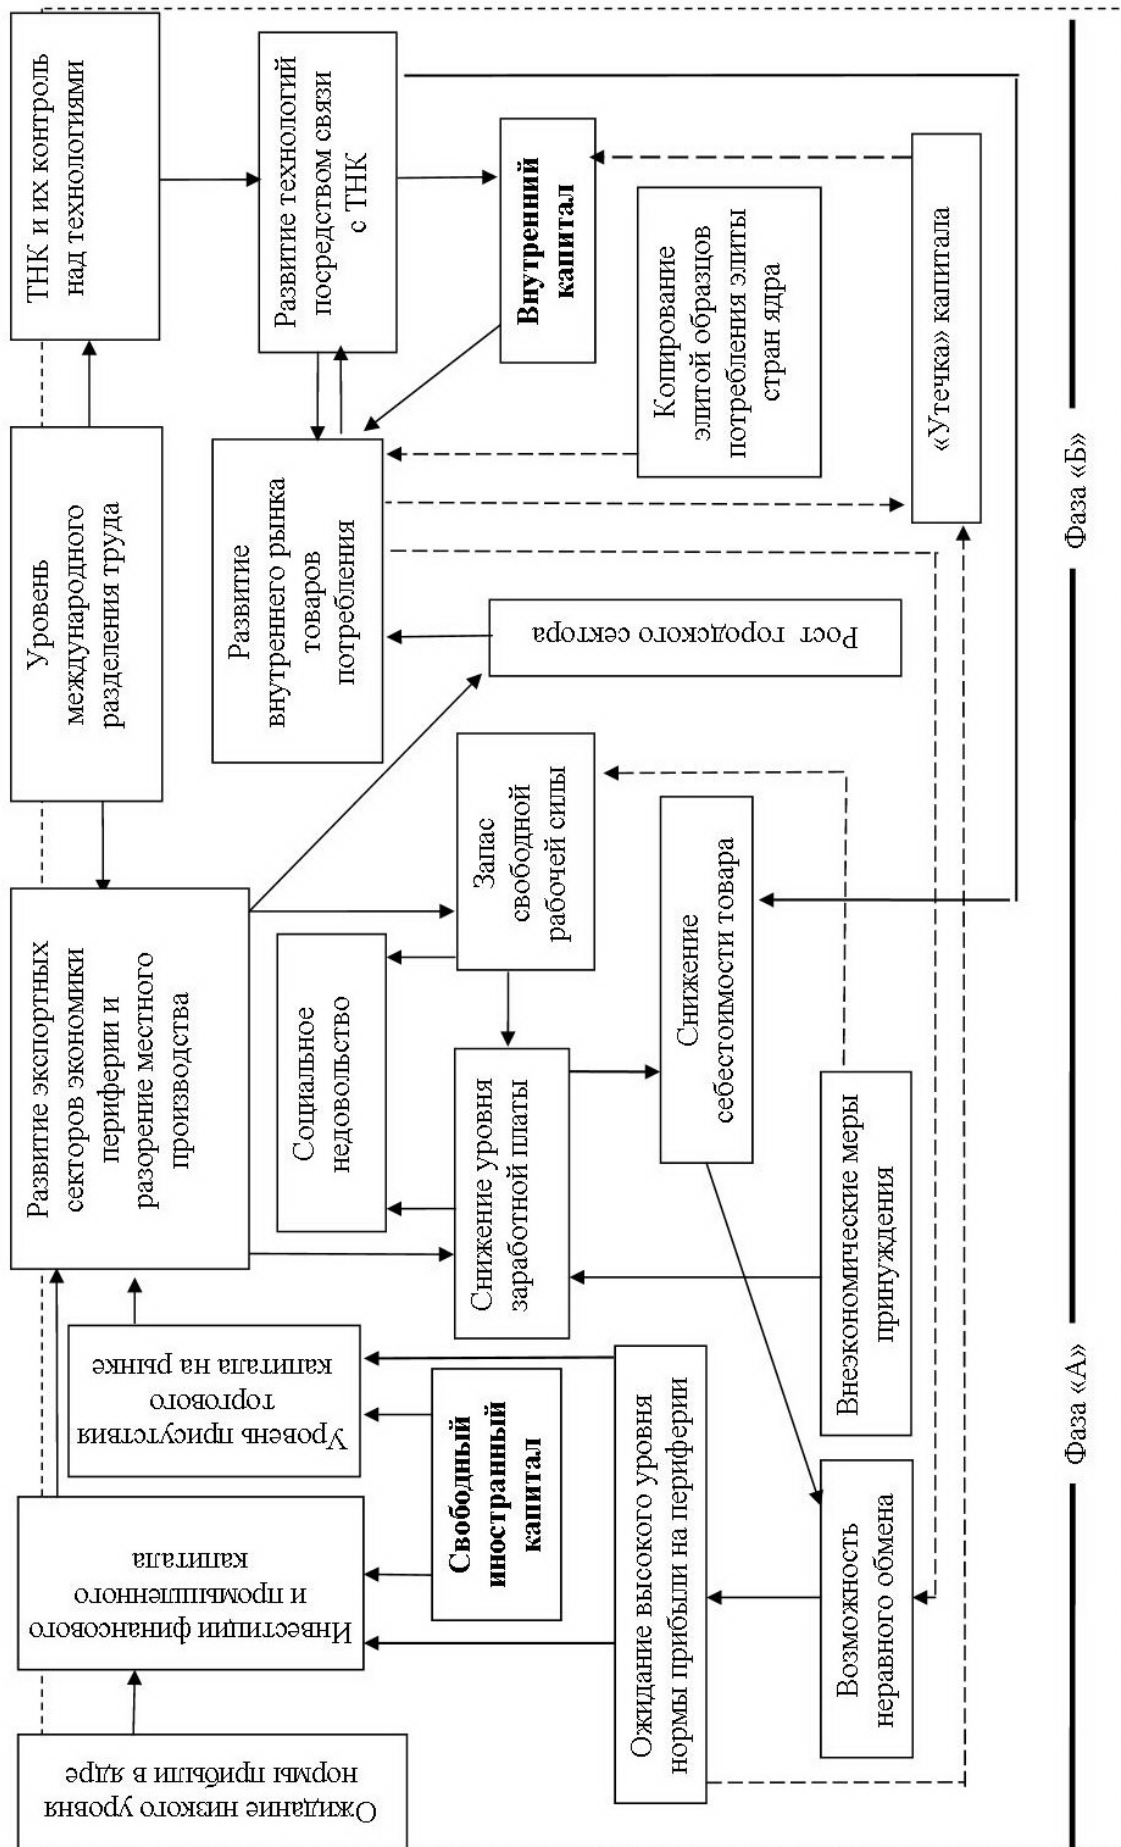 Ожидание низкого уровня
нормы прибыли в ядре
Инвестиции финансового
и промышленного
капитала
Уровень присутствия
торгового
капитала на рынке
Развитие экспортных
секторов экономики
периферии и
разорение местного
производства
Уровень
международного
разделения труда
ТНК и их контроль
над технологиями
Свободный
иностранный
капитал
Социальное
недовольство
Развитие
внутреннего рынка
товаров
потребления
Развитие технологий
посредством связи
с ТНК
Снижение уровня
заработной платы
Запас
свободной
рабочей силы
Рост городского сектора
Внутренний
капитал
Ожидание высокого уровня
нормы прибыли на периферии
Снижение
себестоимости товара
Копирование
элитой образцов
потребления элиты
стран ядра
Возможность
неравного обмена
Внеэкономические меры
принуждения
«Утечка» капитала
Фаза «А»
Фаза «Б»